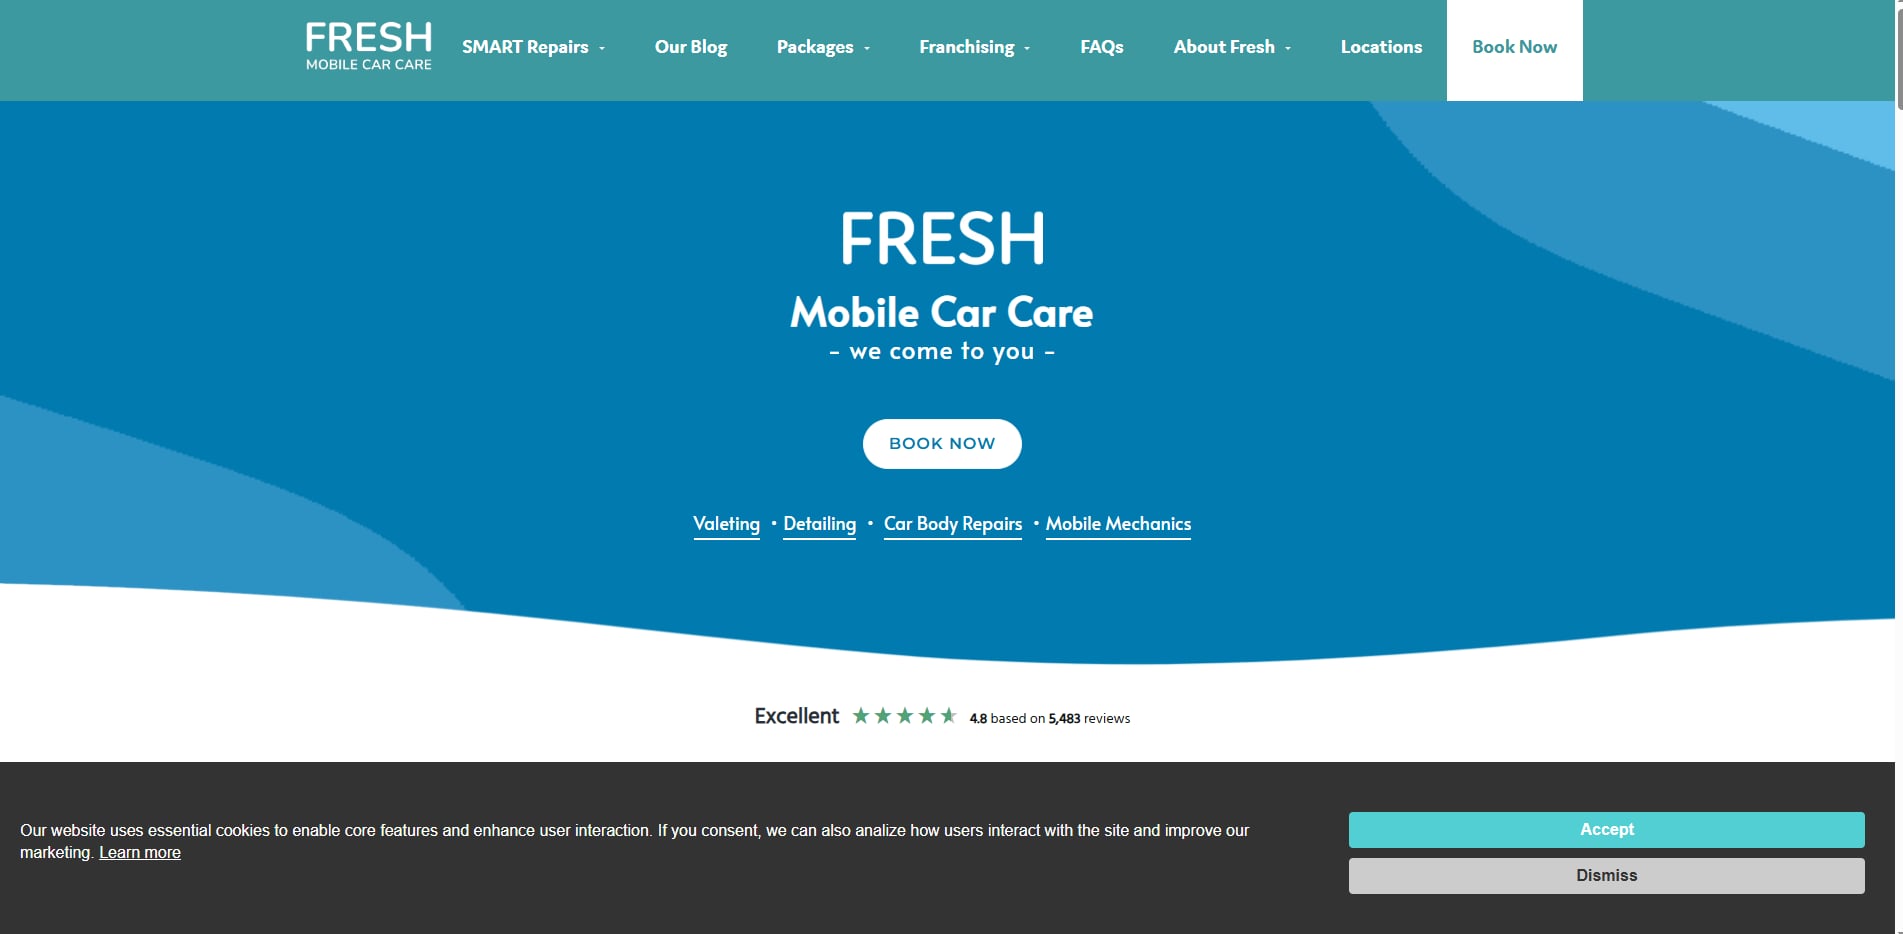 FRESH
MOBILE CAR CARE
SMART Repairs
Our Blog
Packages
Franchising
FAQs
About Fresh
Locations
Book Now
FRESH
Mobile Car Care
- we come to you -
BOOK NOW
Valeting • Detailing • Car Body Repairs • Mobile Mechanics
Excellent 4.8 based on 5,483 reviews
Our website uses essential cookies to enable core features and enhance user interaction. If you consent, we can also analize how users interact with the site and improve our
marketing. Learn more
Accept
Dismiss